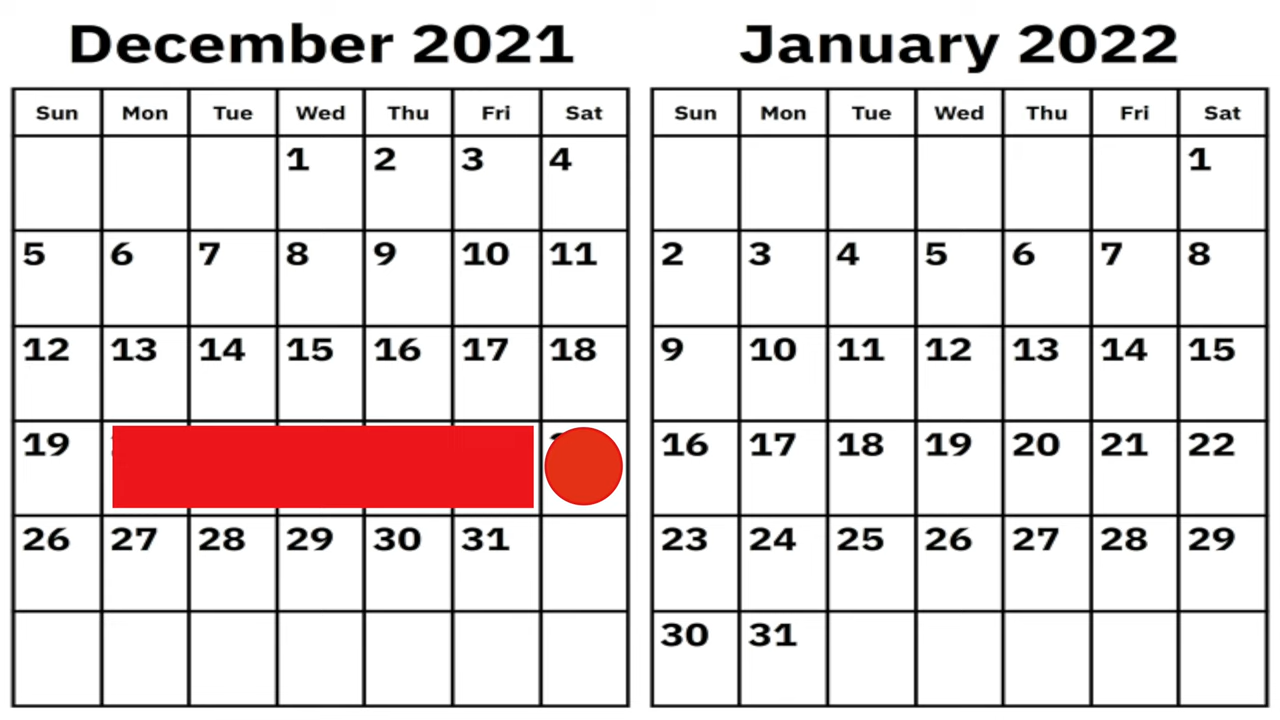 December 2021
Sun Mon Tue Wed Thu Fri Sat
1 2 3 4
5 6 7 8 9 10 11
12 13 14 15 16 17 18
19
26 27 28 29 30 31
January 2022
Sun Mon Tue Wed Thu Fri Sat
1
2 3 4 5 6 7 8
9 10 11 12 13 14 15
16 17 18 19 20 21 22
23 24 25 26 27 28 29
30 31